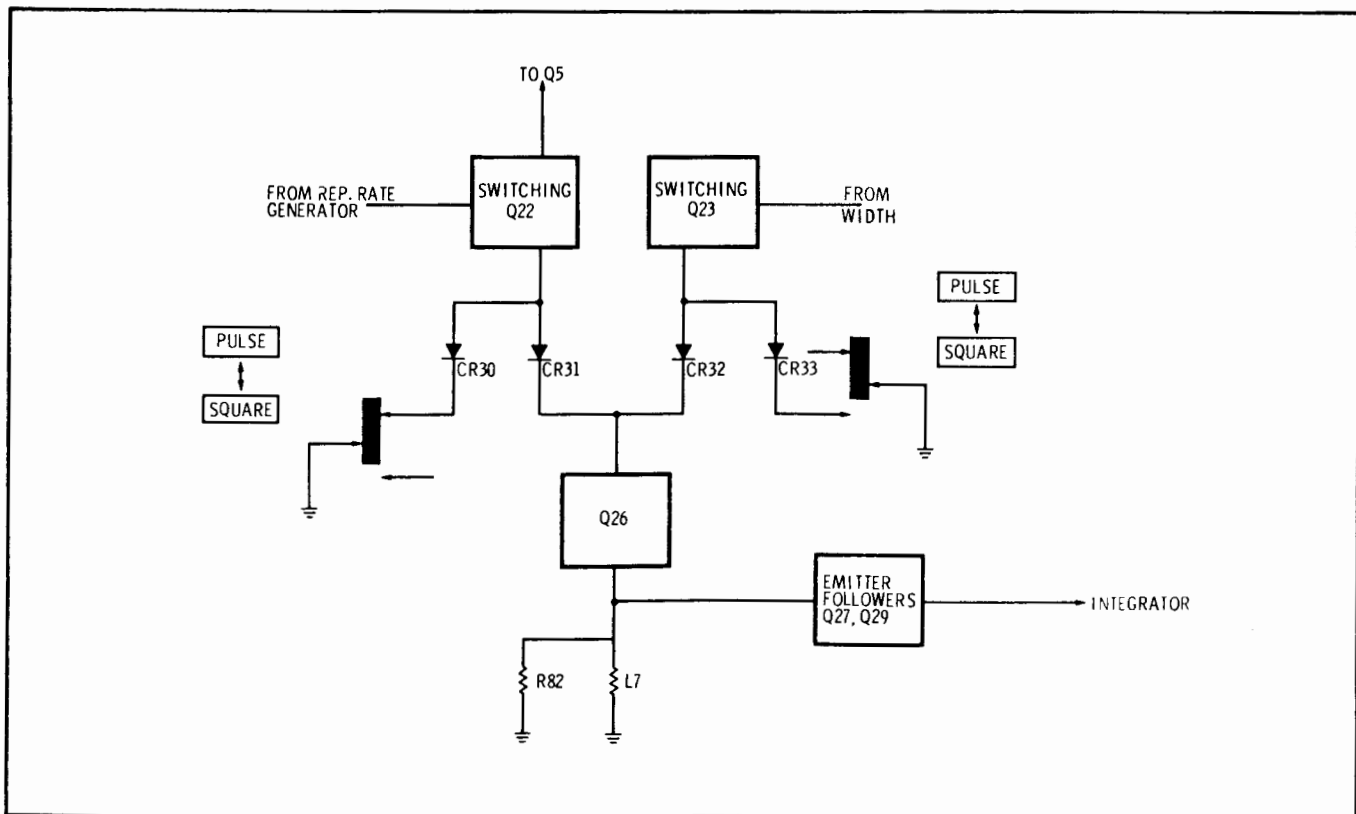 TO Q5
FROM REP. RATE
GENERATOR
SWITCHING
Q22
SWITCHING
Q23
FROM
WIDTH
PULSE
SQUARE
PULSE
SQUARE
CR30
CR31
CR32
CR33
Q26
EMITTER
FOLLOWERS
Q27, Q29
INTEGRATOR
R82
L7